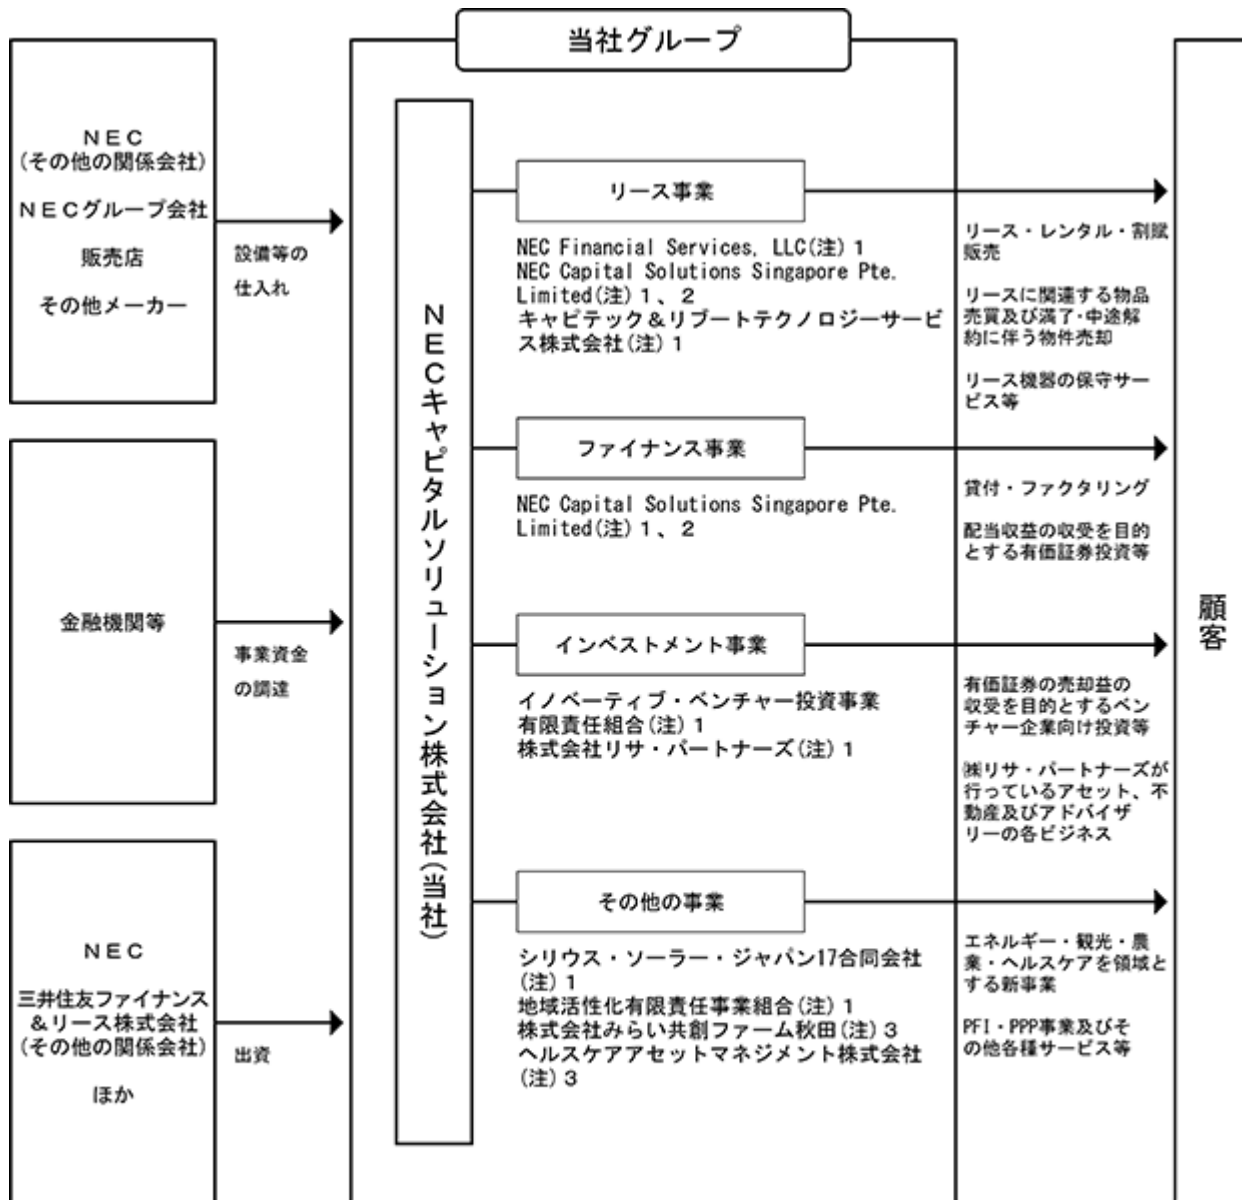 当社グループ
ＮＥＣ
(その他の関係会社)
ＮＥＣグループ会社
販売店
その他メーカー
設備等の
仕入れ
金融機関等
事業資金
の調達
ＮＥＣ
三井住友ファイナンス
＆リース株式会社
(その他の関係会社)
ほか
出資
ＮＥＣキャピタルソリューション株式会社(当社)
リース事業
NEC Financial Services, LLC(注) 1
NEC Capital Solutions Singapore Pte.
Limited(注) 1 、 2
キャピテック＆リブートテクノロジーサービ
ス株式会社(注) 1
リース・レンタル・割賦
販売
リースに関連する物品
売買及び満了･中途解
約に伴う物件売却
リース機器の保守サー
ビス等
ファイナンス事業
NEC Capital Solutions Singapore Pte.
Limited(注) 1 、 2
貸付・ファクタリング
配当収益の収受を目的
とする有価証券投資等
インベストメント事業
イノベーティブ・ベンチャー投資事業
有限責任組合(注) 1
株式会社リサ・パートナーズ(注) 1
有価証券の売却益の
収受を目的とするベン
チャー企業向け投資等
㈱リサ・パートナーズが
行っているアセット、不
動産及びアドバイザ
リーの各ビジネス
その他の事業
シリウス・ソーラー・ジャパン17合同会社
(注) 1
地域活性化有限責任事業組合(注) 1
株式会社みらい共創ファーム秋田(注) 3
ヘルスケアアセットマネジメント株式会社
(注) 3
エネルギー・観光・農
業・ヘルスケアを領域と
する新事業
PFI・PPP事業及びそ
の他各種サービス等
顧客